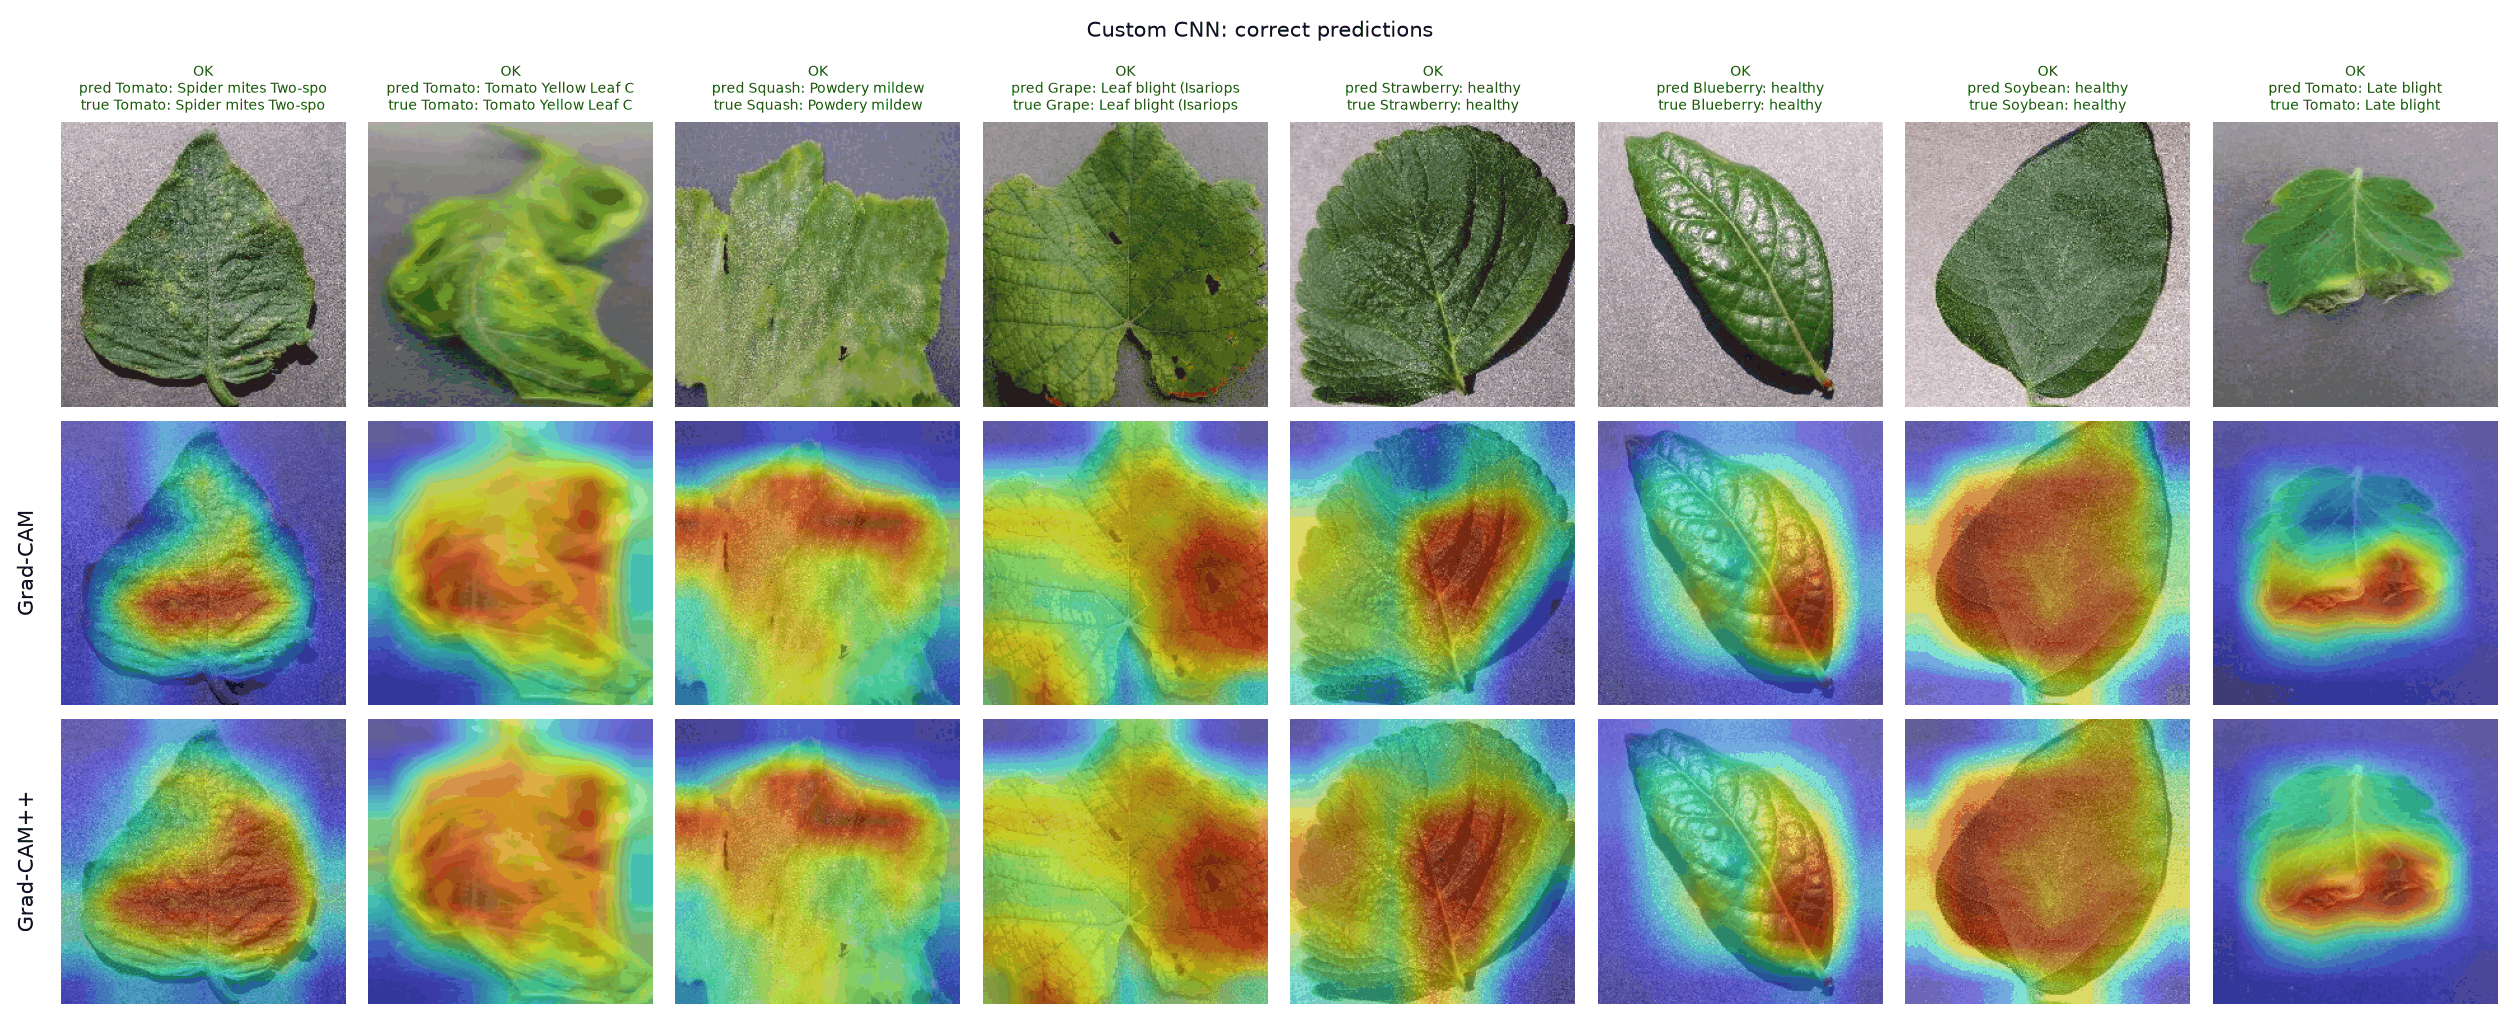 Custom CNN: correct predictions
OK
pred Tomato: Spider mites Two-spo
true Tomato: Spider mites Two-spo
OK
pred Tomato: Tomato Yellow Leaf C
true Tomato: Tomato Yellow Leaf C
OK
pred Squash: Powdery mildew
true Squash: Powdery mildew
OK
pred Grape: Leaf blight (Isariops
true Grape: Leaf blight (Isariops
OK
pred Strawberry: healthy
true Strawberry: healthy
OK
pred Blueberry: healthy
true Blueberry: healthy
OK
pred Soybean: healthy
true Soybean: healthy
OK
pred Tomato: Late blight
true Tomato: Late blight
Grad-CAM
Grad-CAM++